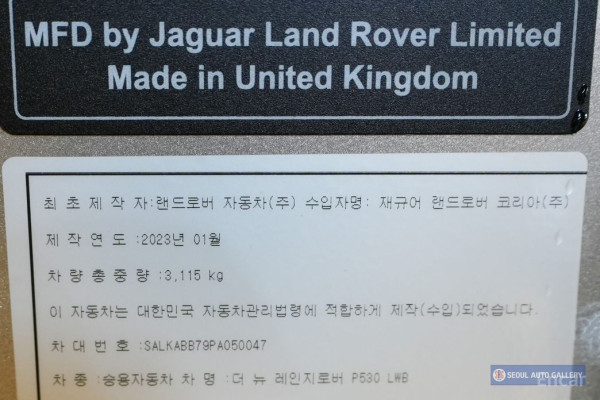 MFD by Jaguar Land Rover Limited
Made in United Kingdom
최 초 제 작 자:랜드로버 자동차(주) 수입자명: 재규어 랜드로버 코리아(주)
제 작 연 도 :2023년 01월
차 량 총 중 량 :3,115 kg
이 자동차는 대한민국 자동차관리법령에 적합하게 제작(수입)되었습니다.
차 대 번 호 :SALKABB79PA050047
차 종 :승용자동차 차 명 :더 뉴 레인지로버 P530 LWB
SEOUL AUTO GALLERY
Encar